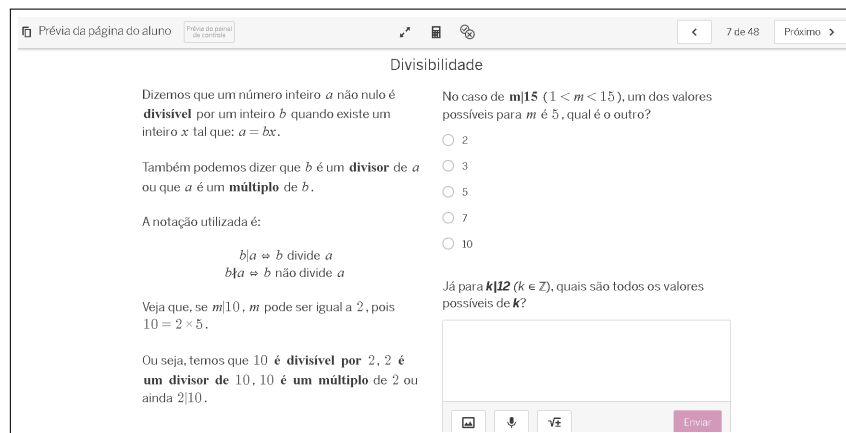 Prévia da página do aluno
Prévia do painel
de controle
7 de 48
Próximo
Divisibilidade
Dizemos que um número inteiro a não nulo é
divisível por um inteiro b quando existe um
inteiro x tal que: a = bx.
Também podemos dizer que b é um divisor de a
ou que a é um múltiplo de b.
A notação utilizada é:
b|a ⇔ b divide a
b∤a ⇔ b não divide a
Veja que, se m|10, m pode ser igual a 2, pois
10 = 2 × 5.
Ou seja, temos que 10 é divisível por 2, 2 é
um divisor de 10, 10 é um múltiplo de 2 ou
ainda 2|10.
No caso de m|15 (1 < m < 15), um dos valores
possíveis para m é 5, qual é o outro?
2
3
5
7
10
Já para k|12 (k ∈ ℤ), quais são todos os valores
possíveis de k?
√±
Enviar